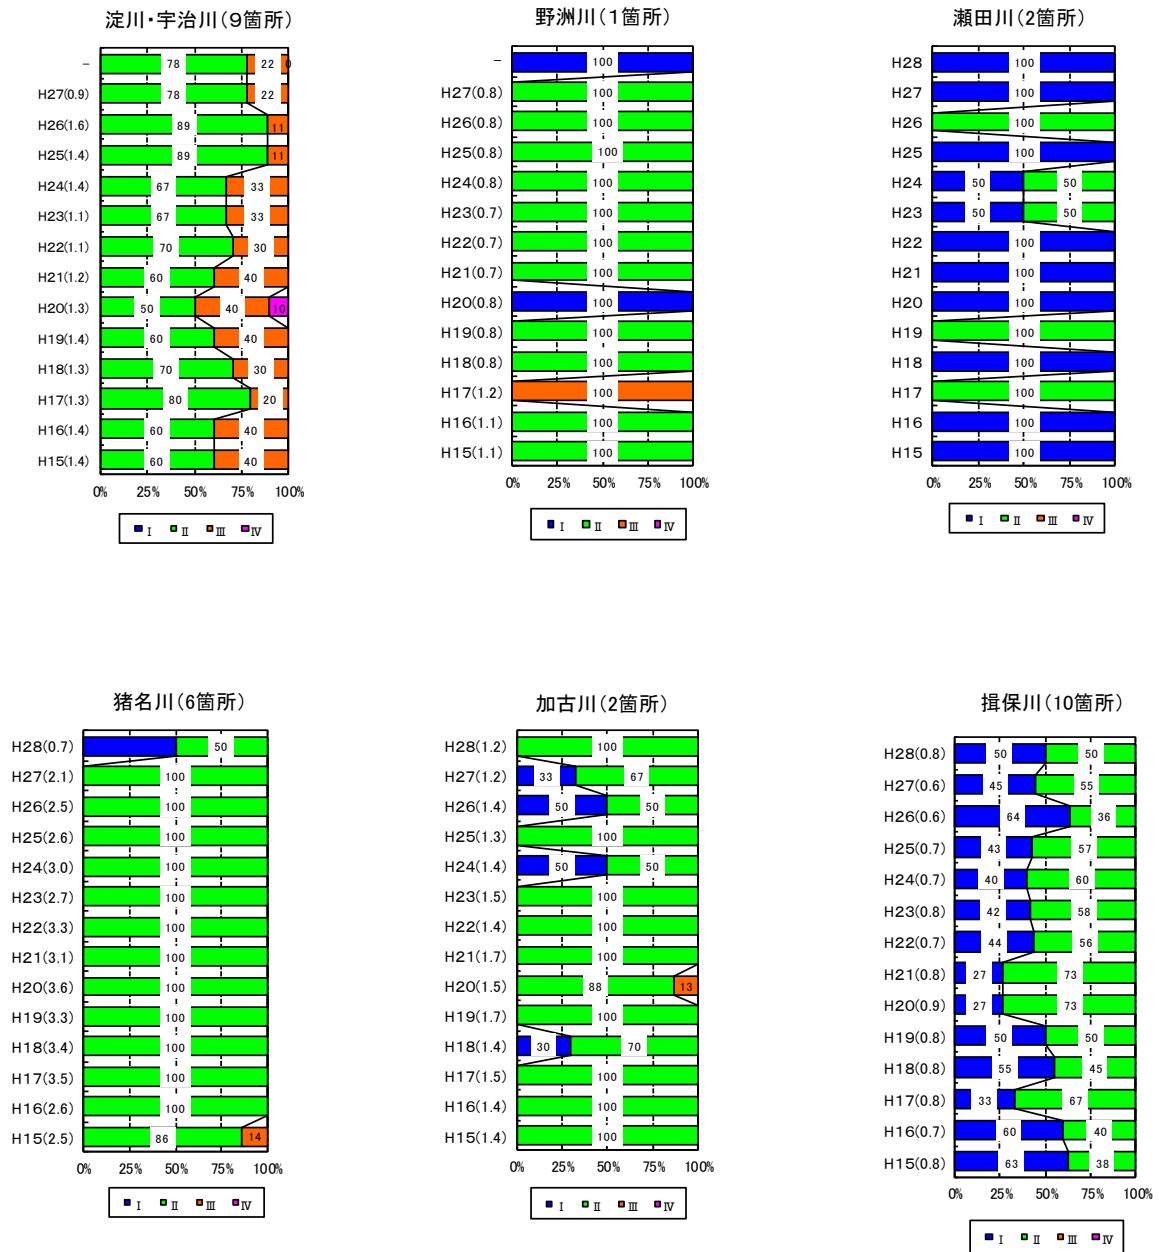 淀川・宇治川(9箇所)
- 78 22 0
H27(0.9) 78 22
H26(1.6) 89 11
H25(1.4) 89 11
H24(1.4) 67 33
H23(1.1) 67 33
H22(1.1) 70 30
H21(1.2) 60 40
H20(1.3) 50 40 10
H19(1.4) 60 40
H18(1.3) 70 30
H17(1.3) 80 20
H16(1.4) 60 40
H15(1.4) 60 40
0% 25% 50% 75% 100%
Ⅰ Ⅱ Ⅲ Ⅳ
野洲川(1箇所)
- 100
H27(0.8) 100
H26(0.8) 100
H25(0.8) 100
H24(0.8) 100
H23(0.7) 100
H22(0.7) 100
H21(0.7) 100
H20(0.8) 100
H19(0.8) 100
H18(0.8) 100
H17(1.2) 100
H16(1.1) 100
H15(1.1) 100
0% 25% 50% 75% 100%
Ⅰ Ⅱ Ⅲ Ⅳ
瀬田川(2箇所)
H28 100
H27 100
H26 100
H25 100
H24 50 50
H23 50 50
H22 100
H21 100
H20 100
H19 100
H18 100
H17 100
H16 100
H15 100
0% 25% 50% 75% 100%
Ⅰ Ⅱ Ⅲ Ⅳ
猪名川(6箇所)
H28(0.7) 50
H27(2.1) 100
H26(2.5) 100
H25(2.6) 100
H24(3.0) 100
H23(2.7) 100
H22(3.3) 100
H21(3.1) 100
H20(3.6) 100
H19(3.3) 100
H18(3.4) 100
H17(3.5) 100
H16(2.6) 100
H15(2.5) 86 14
0% 25% 50% 75% 100%
Ⅰ Ⅱ Ⅲ Ⅳ
加古川(2箇所)
H28(1.2) 100
H27(1.2) 33 67
H26(1.4) 50 50
H25(1.3) 100
H24(1.4) 50 50
H23(1.5) 100
H22(1.4) 100
H21(1.7) 100
H20(1.5) 88 13
H19(1.7) 100
H18(1.4) 30 70
H17(1.5) 100
H16(1.4) 100
H15(1.4) 100
0% 25% 50% 75% 100%
Ⅰ Ⅱ Ⅲ Ⅳ
揖保川(10箇所)
H28(0.8) 50 50
H27(0.6) 45 55
H26(0.6) 64 36
H25(0.7) 43 57
H24(0.7) 40 60
H23(0.8) 42 58
H22(0.7) 44 56
H21(0.8) 27 73
H20(0.9) 27 73
H19(0.8) 50 50
H18(0.8) 55 45
H17(0.8) 33 67
H16(0.7) 60 40
H15(0.8) 63 38
0% 25% 50% 75% 100%
Ⅰ Ⅱ Ⅲ Ⅳ